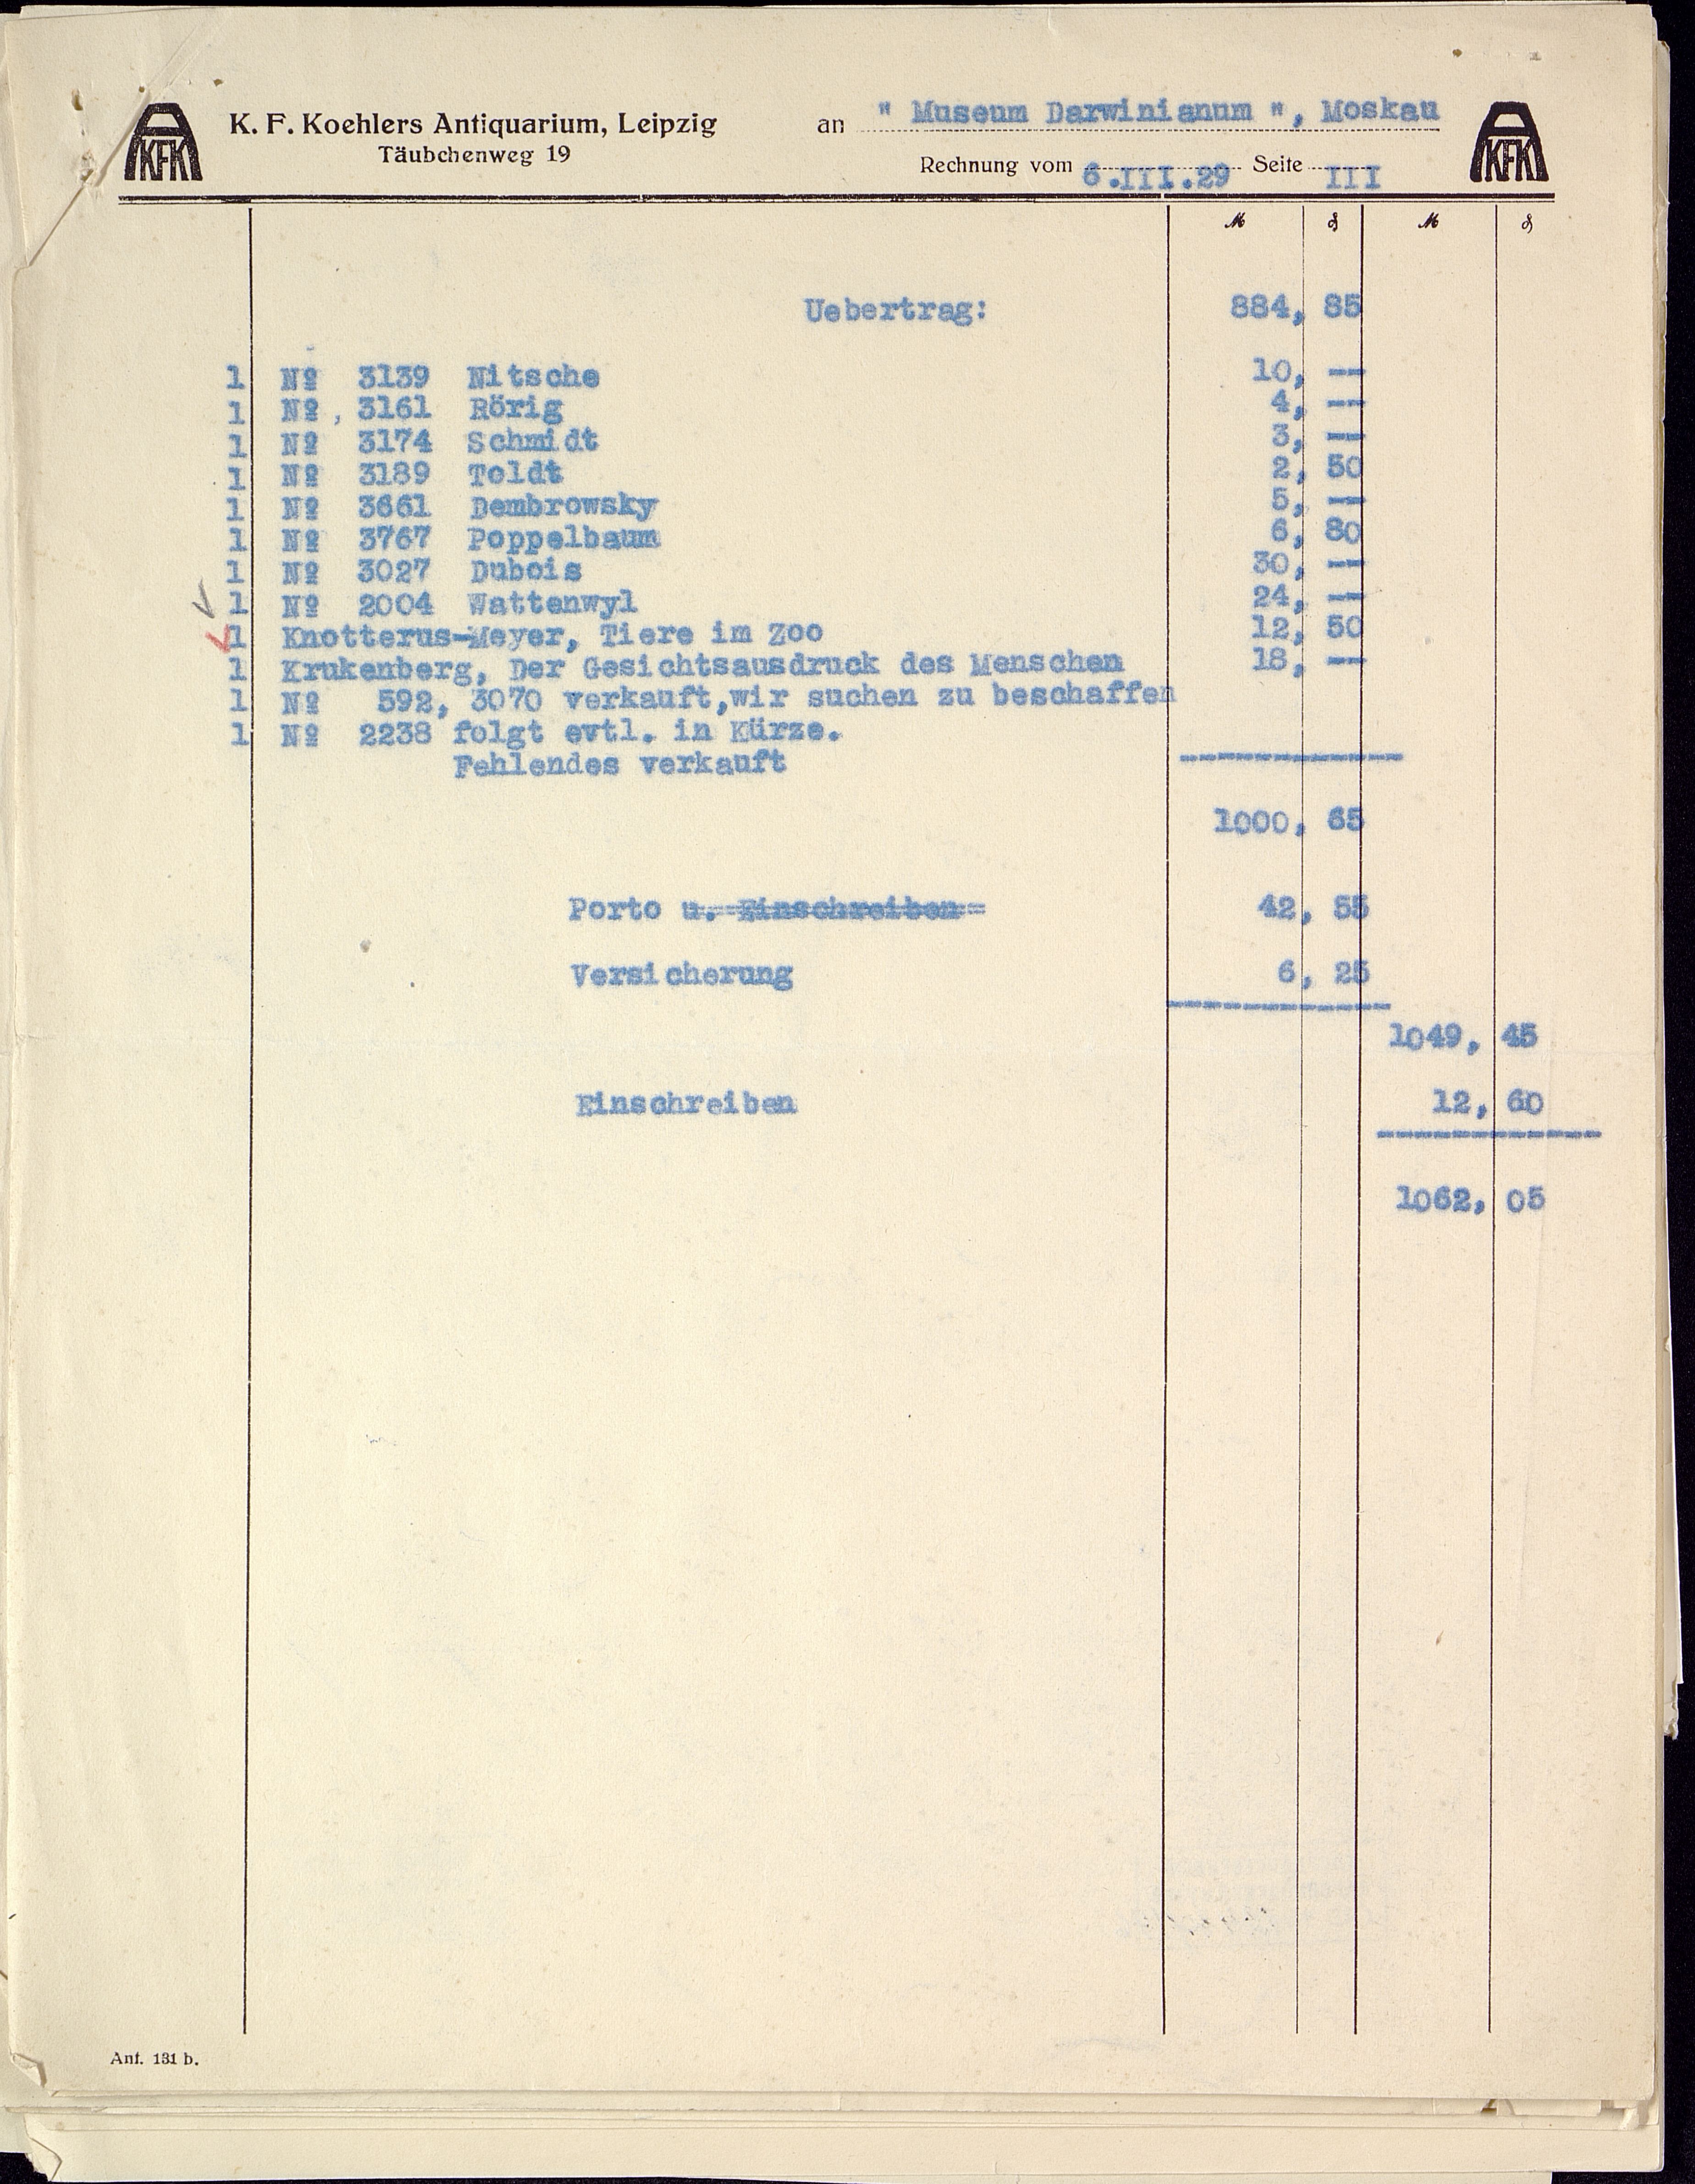 KFK
K. F. Koehlers Antiquarium, Leipzig
Täubchenweg 19
an " Museum Darwinianum ", Moskau
Rechnung vom 6.III.29 Seite III
KFK
ℳ ₰ ℳ ₰
Uebertrag: 884, 85
1 № 3139 Nitsche 10, —
1 № , 3161 Rörig 4, —
1 № 3174 Schmidt 3, —
1 № 3189 Toldt 2, 50
1 № 3661 Dembrowsky 5, —
1 № 3767 Poppelbaum 6, 80
1 № 3027 Dubois 30, —
1 № 2004 Wattenwyl 24, —
1 Knotterus-Meyer, Tiere im Zoo 12, 50
1 Krukenberg, Der Gesichtsausdruck des Menschen 18, —
1 № 592, 3070 verkauft,wir suchen zu beschaffen
1 № 2238 folgt evtl. in Kürze.
Fehlendes verkauft
1000, 65
Porto u. Einschreiben 42, 55
Versicherung 6, 25
1049, 45
Einschreiben 12, 60
1062, 05
Ant. 131 b.